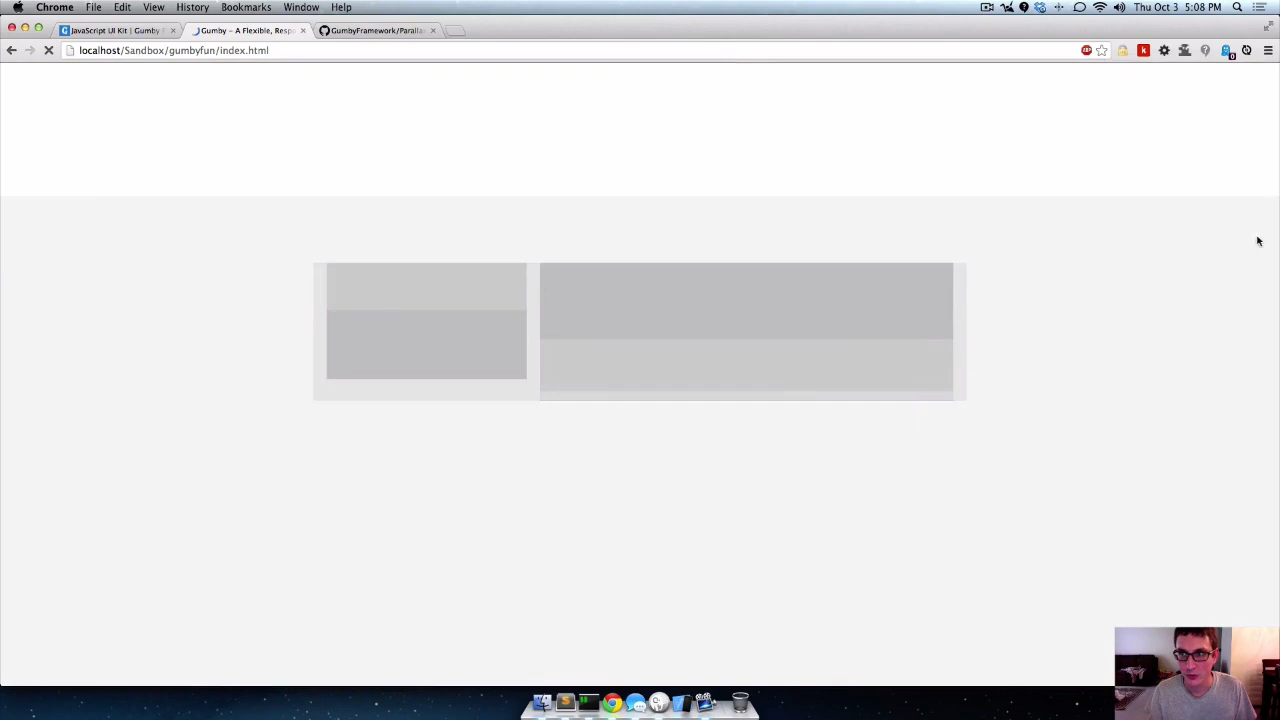 Chrome File Edit View History Bookmarks Window Help Thu Oct 3 5:08 PM
JavaScript UI Kit | Gumby Gumby – A Flexible, Respo GumbyFramework/Paralla
localhost/Sandbox/gumbyfun/index.html